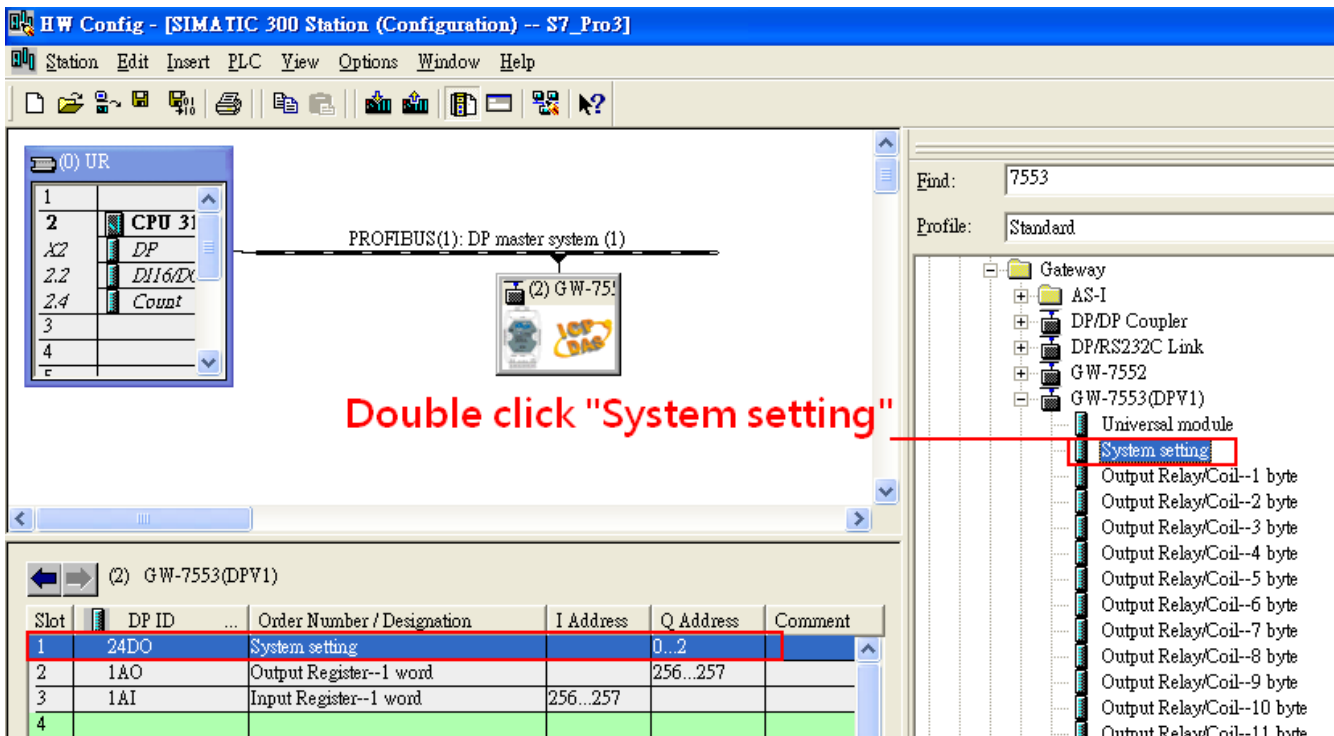 HW Config - [SIMATIC 300 Station (Configuration) -- S7_Pro3]
Station Edit Insert PLC View Options Window Help
(0) UR
1
2 CPU 31
X2 DP
2.2 DI16/DO
2.4 Count
3
4
PROFIBUS(1): DP master system (1)
(2) GW-75
ICP
DAS
Double click "System setting"
Find: 7553
Profile: Standard
Gateway
AS-I
DP/DP Coupler
DP/RS232C Link
GW-7552
GW-7553(DPV1)
Universal module
System setting
Output Relay/Coil--1 byte
Output Relay/Coil--2 byte
Output Relay/Coil--3 byte
Output Relay/Coil--4 byte
Output Relay/Coil--5 byte
Output Relay/Coil--6 byte
Output Relay/Coil--7 byte
Output Relay/Coil--8 byte
Output Relay/Coil--9 byte
Output Relay/Coil--10 byte
Output Relay/Coil--11 byte
(2) GW-7553(DPV1)
Slot DP ID ... Order Number / Designation I Address Q Address Comment
1 24DO System setting 0...2
2 1AO Output Register--1 word 256...257
3 1AI Input Register--1 word 256...257
4